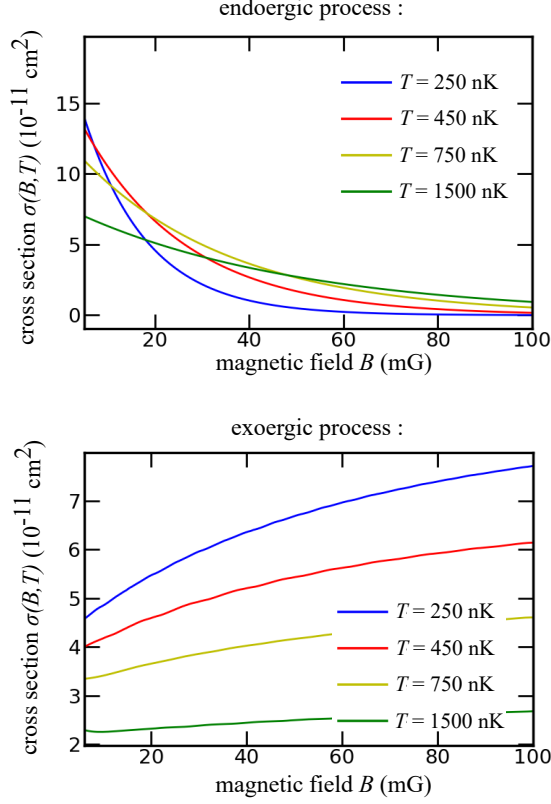 endoergic process :
cross section σ(B,T) (10⁻¹¹ cm²)
15
10
5
0
T = 250 nK
T = 450 nK
T = 750 nK
T = 1500 nK
20 40 60 80 100
magnetic field B (mG)
exoergic process :
cross section σ(B,T) (10⁻¹¹ cm²)
7
6
5
4
3
2
T = 250 nK
T = 450 nK
T = 750 nK
T = 1500 nK
20 40 60 80 100
magnetic field B (mG)